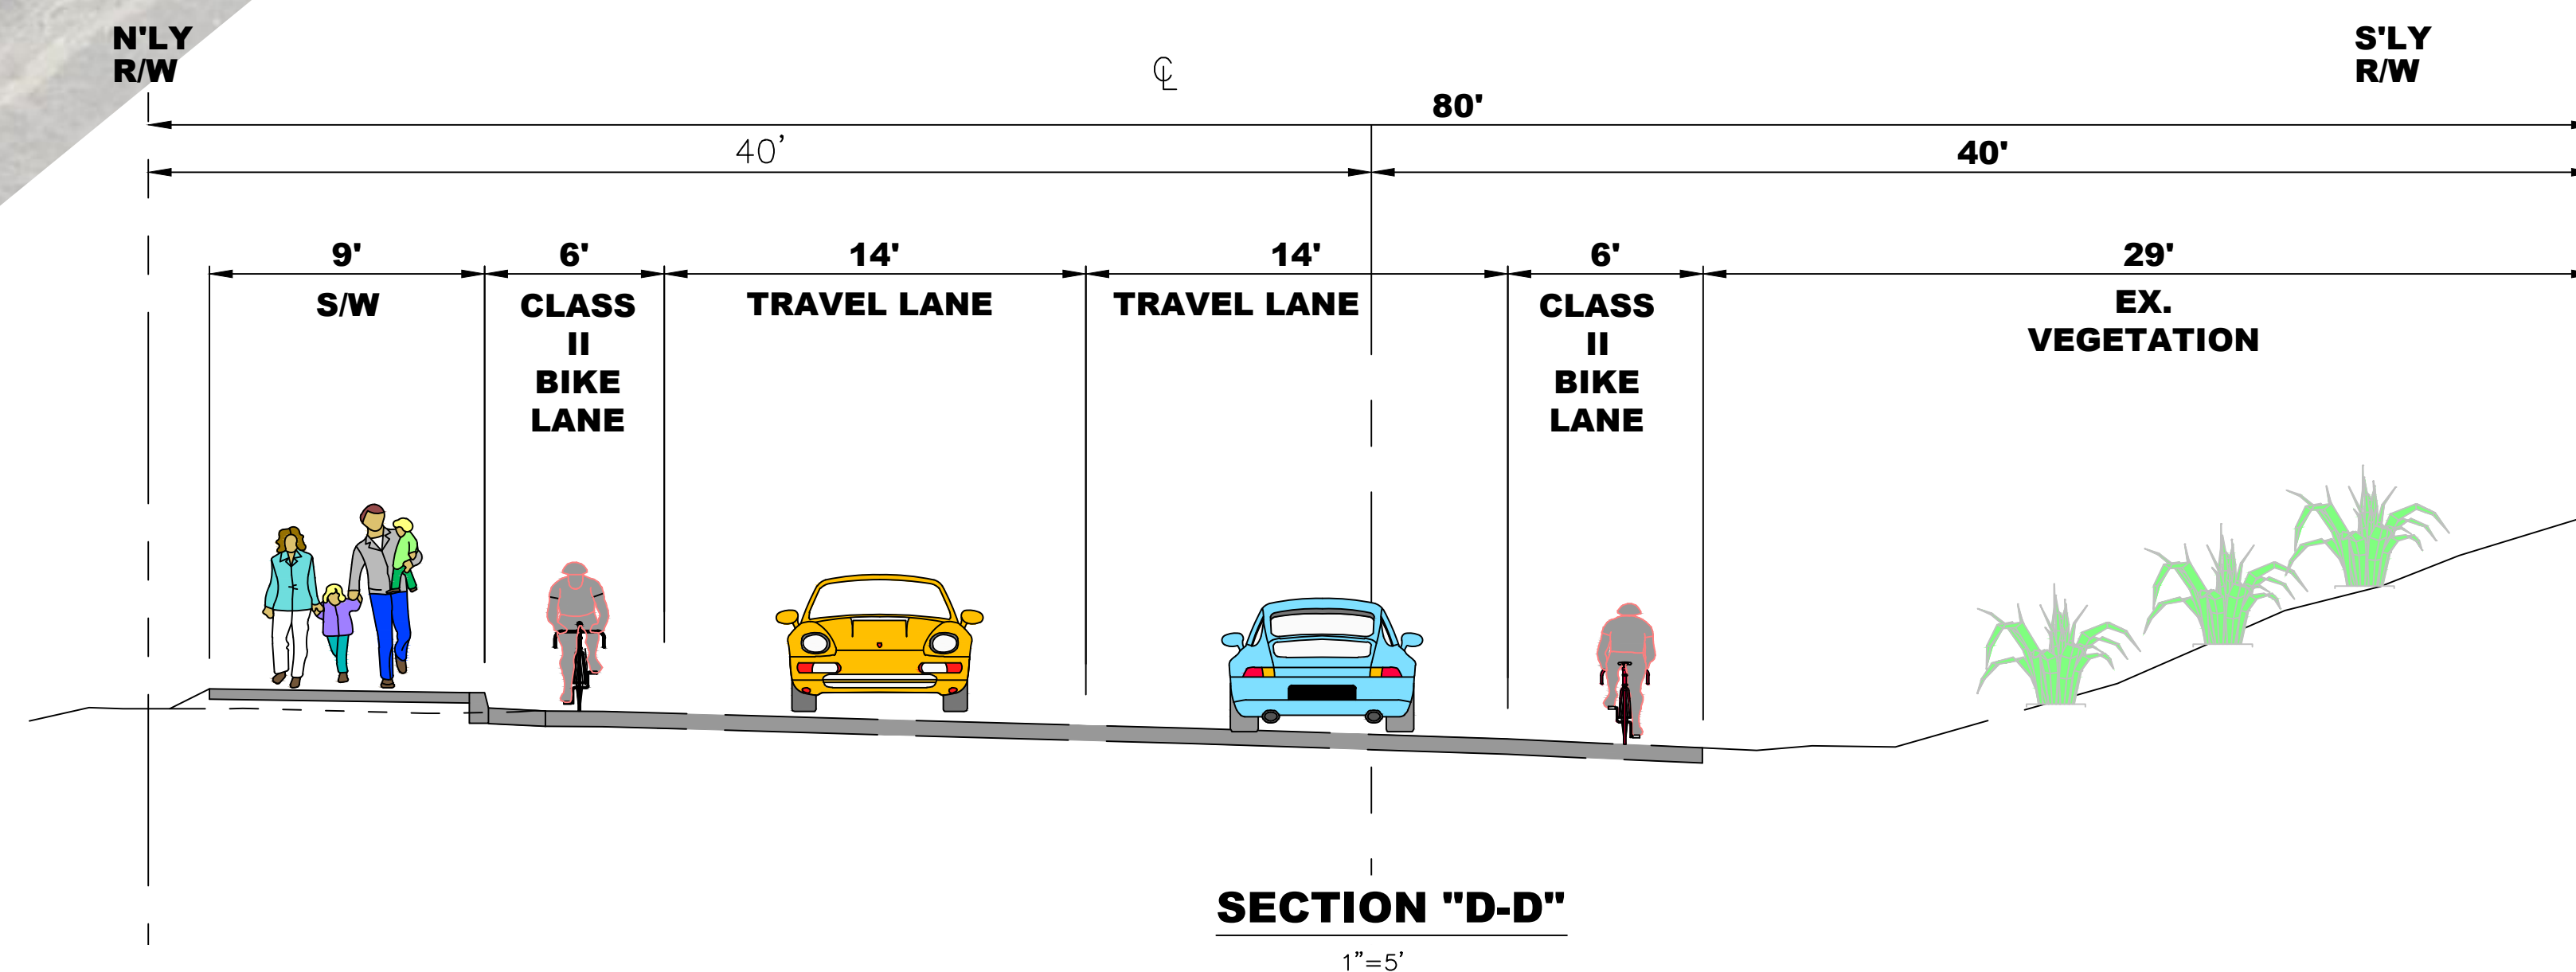 N'LY
R/W
℄
S'LY
R/W
80'
40'
40'
9'
6'
14'
14'
6'
29'
S/W
CLASS
II
BIKE
LANE
TRAVEL LANE
TRAVEL LANE
CLASS
II
BIKE
LANE
EX.
VEGETATION
SECTION "D-D"
1"=5'